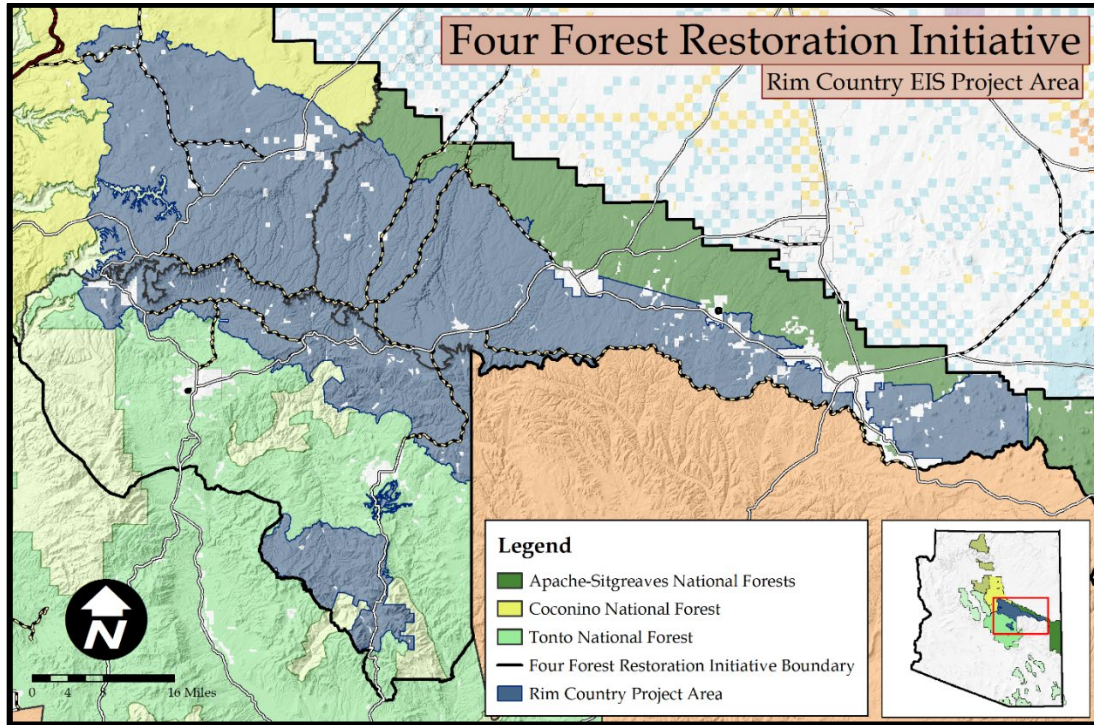 Four Forest Restoration Initiative
Rim Country EIS Project Area
Legend
Apache-Sitgreaves National Forests
Coconino National Forest
Tonto National Forest
Four Forest Restoration Initiative Boundary
Rim Country Project Area
N
0 4 8 16 Miles